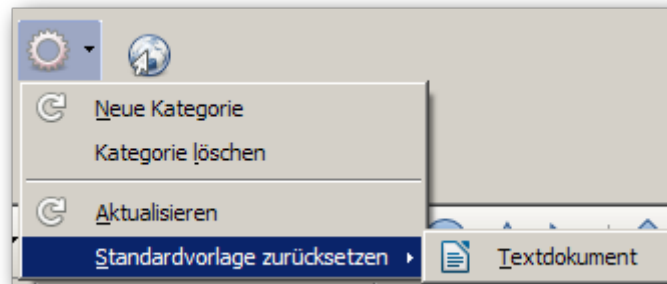 Neue Kategorie
Kategorie löschen
Aktualisieren
Standardvorlage zurücksetzen
Textdokument